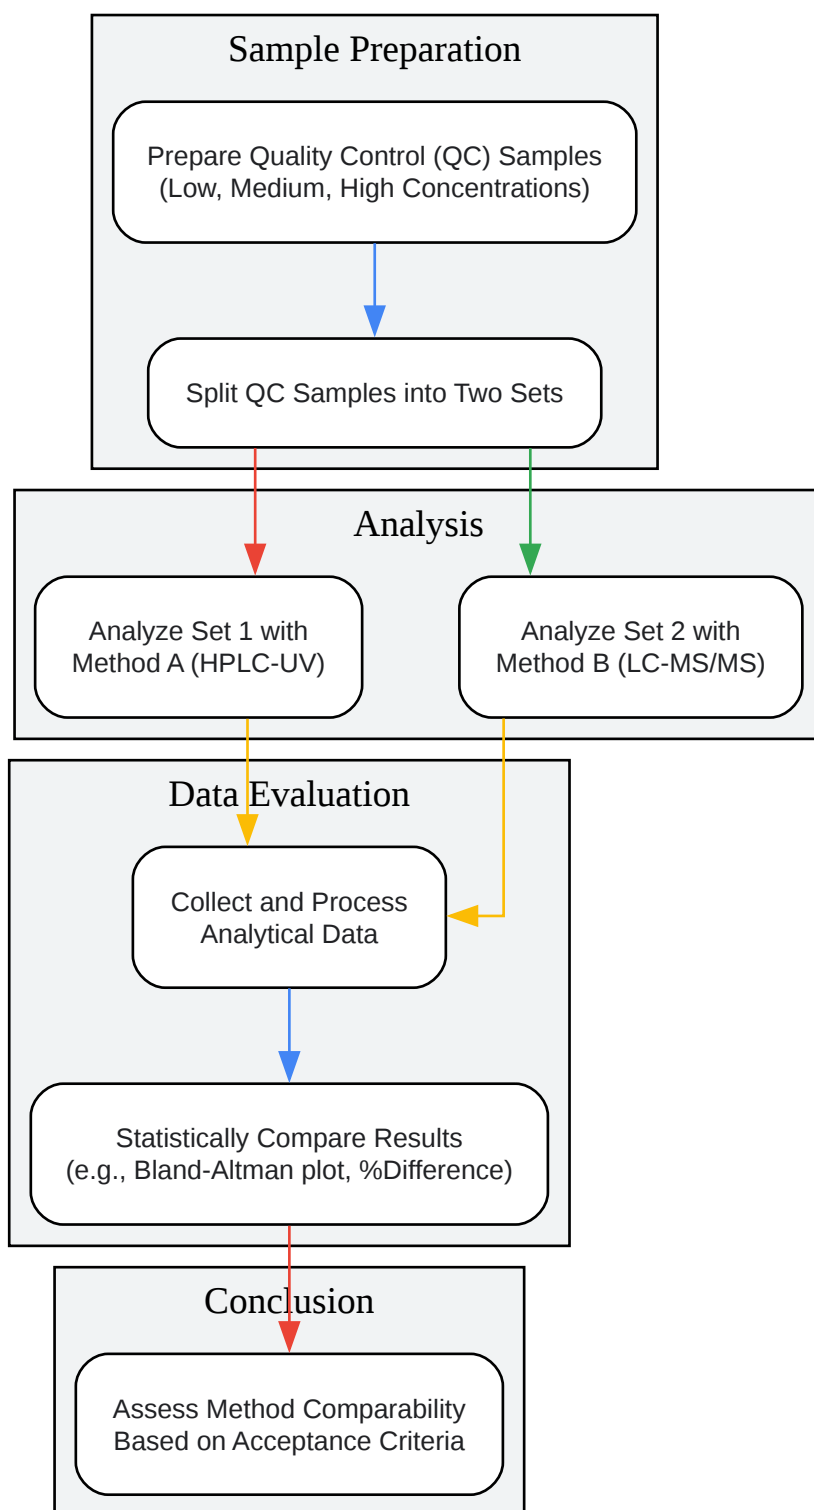 Sample Preparation
Prepare Quality Control (QC) Samples
(Low, Medium, High Concentrations)
Split QC Samples into Two Sets
Analysis
Analyze Set 1 with
Method A (HPLC-UV)
Analyze Set 2 with
Method B (LC-MS/MS)
Data Evaluation
Collect and Process
Analytical Data
Statistically Compare Results
(e.g., Bland-Altman plot, %Difference)
Conclusion
Assess Method Comparability
Based on Acceptance Criteria